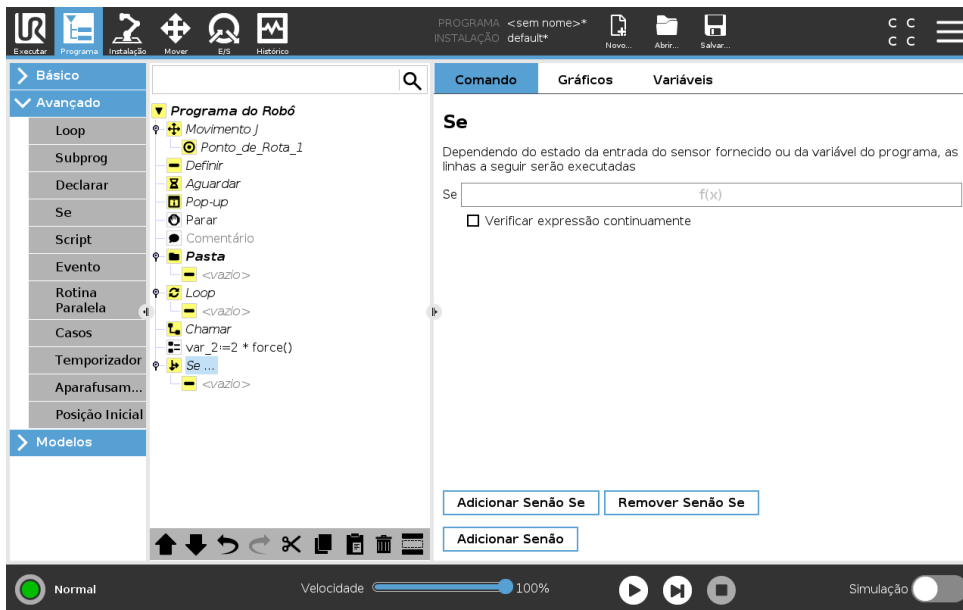 PROGRAMA <sem nome>*
INSTALAÇÃO default*
UR
Executar
Programa
Instalação
Mover
E/S
Histórico
Novo...
Abrir...
Salvar...
C C
C C
Básico
Avançado
Loop
Subprog
Declarar
Se
Script
Evento
Rotina
Paralela
Casos
Temporizador
Aparafusam...
Posição Inicial
Modelos
Programa do Robô
Movimento J
Ponto_de_Rota_1
Definir
Aguardar
Pop-up
Parar
Comentário
Pasta
<vazio>
Loop
<vazio>
Chamar
var_2:=2 * force()
Se ...
<vazio>
Comando Gráficos Variáveis
Se
Dependendo do estado da entrada do sensor fornecido ou da variável do programa, as
linhas a seguir serão executadas
Se f(x)
Verificar expressão continuamente
Adicionar Senão Se Remover Senão Se
Adicionar Senão
Normal
Velocidade 100%
Simulação